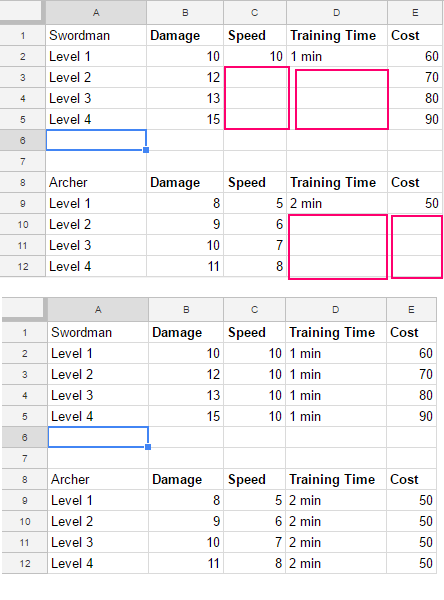 A B C D E
1 Swordman Damage Speed Training Time Cost
2 Level 1 10 10 1 min 60
3 Level 2 12 70
4 Level 3 13 80
5 Level 4 15 90
6
7
8 Archer Damage Speed Training Time Cost
9 Level 1 8 5 2 min 50
10 Level 2 9 6
11 Level 3 10 7
12 Level 4 11 8
A B C D E
1 Swordman Damage Speed Training Time Cost
2 Level 1 10 10 1 min 60
3 Level 2 12 10 1 min 70
4 Level 3 13 10 1 min 80
5 Level 4 15 10 1 min 90
6
7
8 Archer Damage Speed Training Time Cost
9 Level 1 8 5 2 min 50
10 Level 2 9 6 2 min 50
11 Level 3 10 7 2 min 50
12 Level 4 11 8 2 min 50